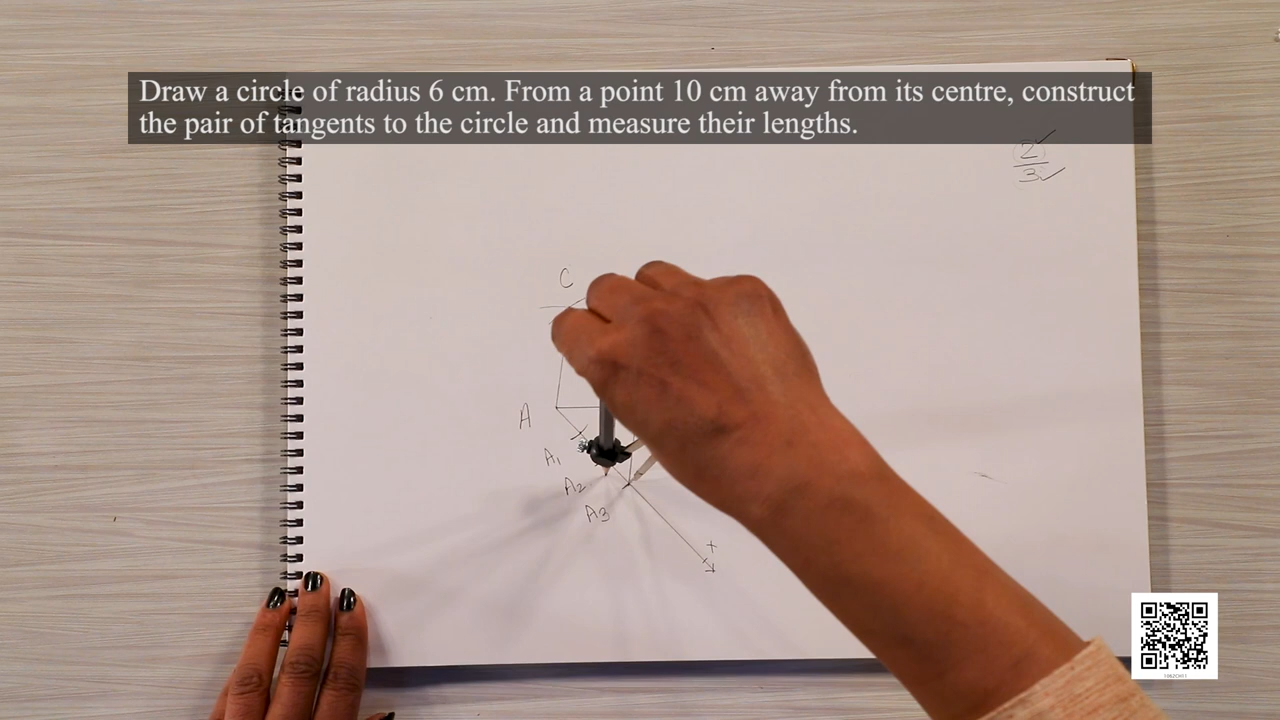 Draw a circle of radius 6 cm. From a point 10 cm away from its centre, construct
the pair of tangents to the circle and measure their lengths.
2
3
C
A
A1
A2
A3
X